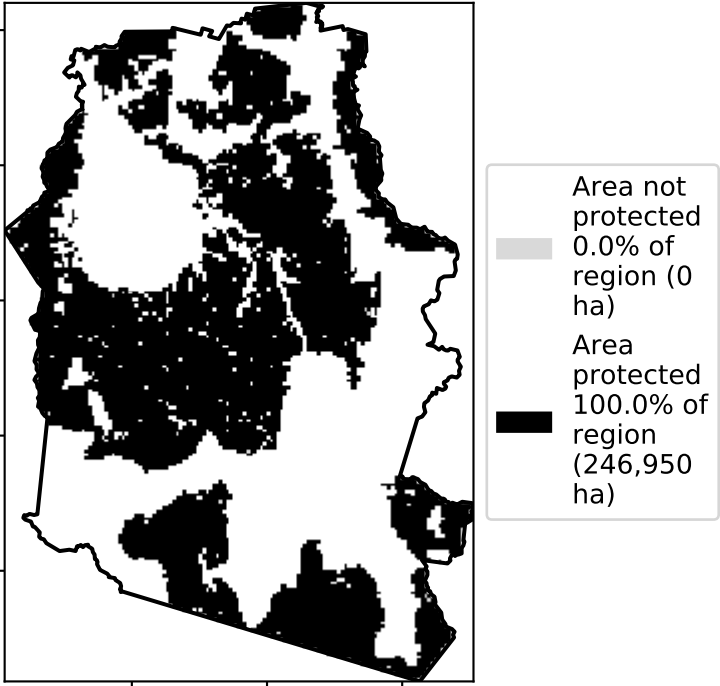 Area not
protected
0.0% of
region (0
ha)
Area
protected
100.0% of
region
(246,950
ha)